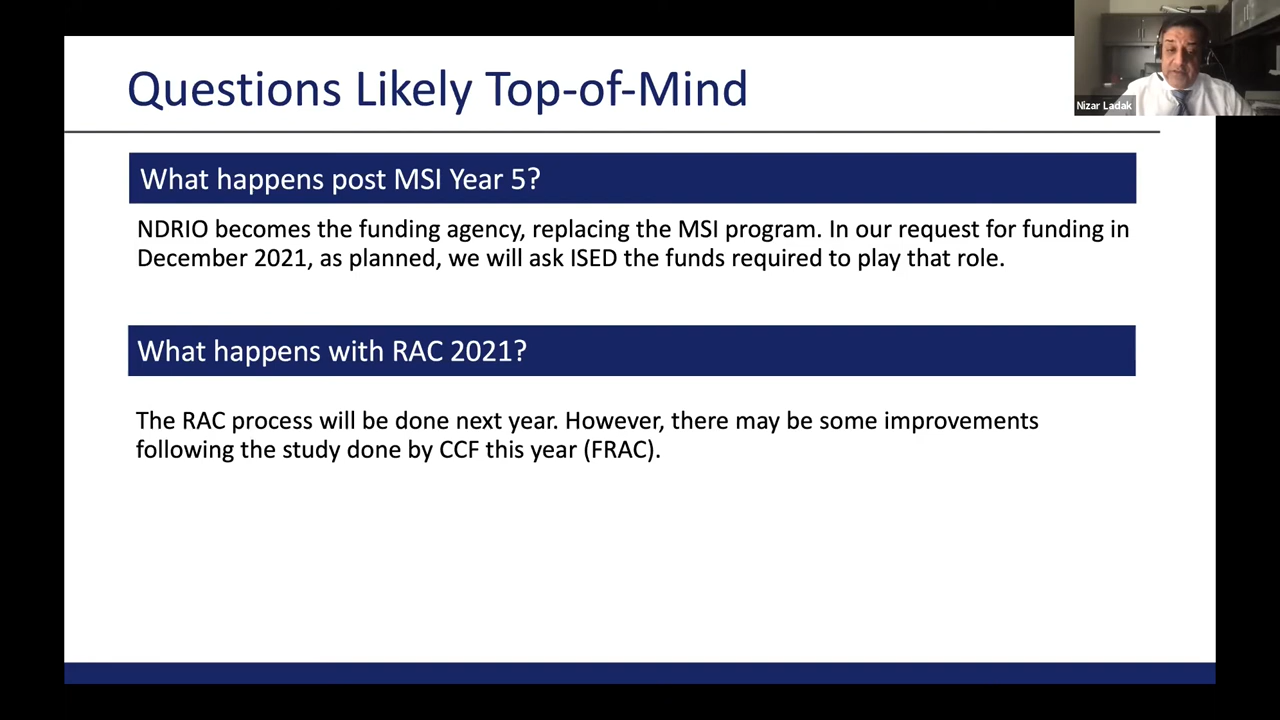 Questions Likely Top-of-Mind
Nizar Ladak
What happens post MSI Year 5?
NDRIO becomes the funding agency, replacing the MSI program. In our request for funding in
December 2021, as planned, we will ask ISED the funds required to play that role.
What happens with RAC 2021?
The RAC process will be done next year. However, there may be some improvements
following the study done by CCF this year (FRAC).